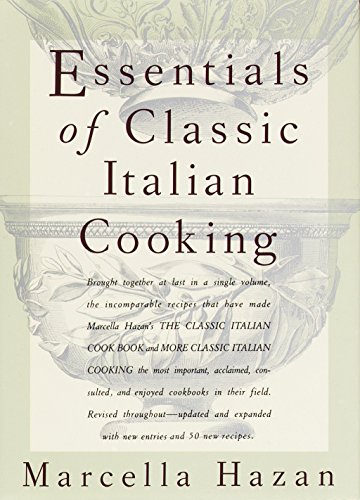 Essentials
of Classic
Italian
Cooking
Brought together at last in a single volume,
the incomparable recipes that have made
Marcella Hazan's THE CLASSIC ITALIAN
COOK BOOK and MORE CLASSIC ITALIAN
COOKING the most important, acclaimed, con-
sulted, and enjoyed cookbooks in their field.
Revised throughout—updated and expanded
with new entries and 50 new recipes.
Marcella Hazan